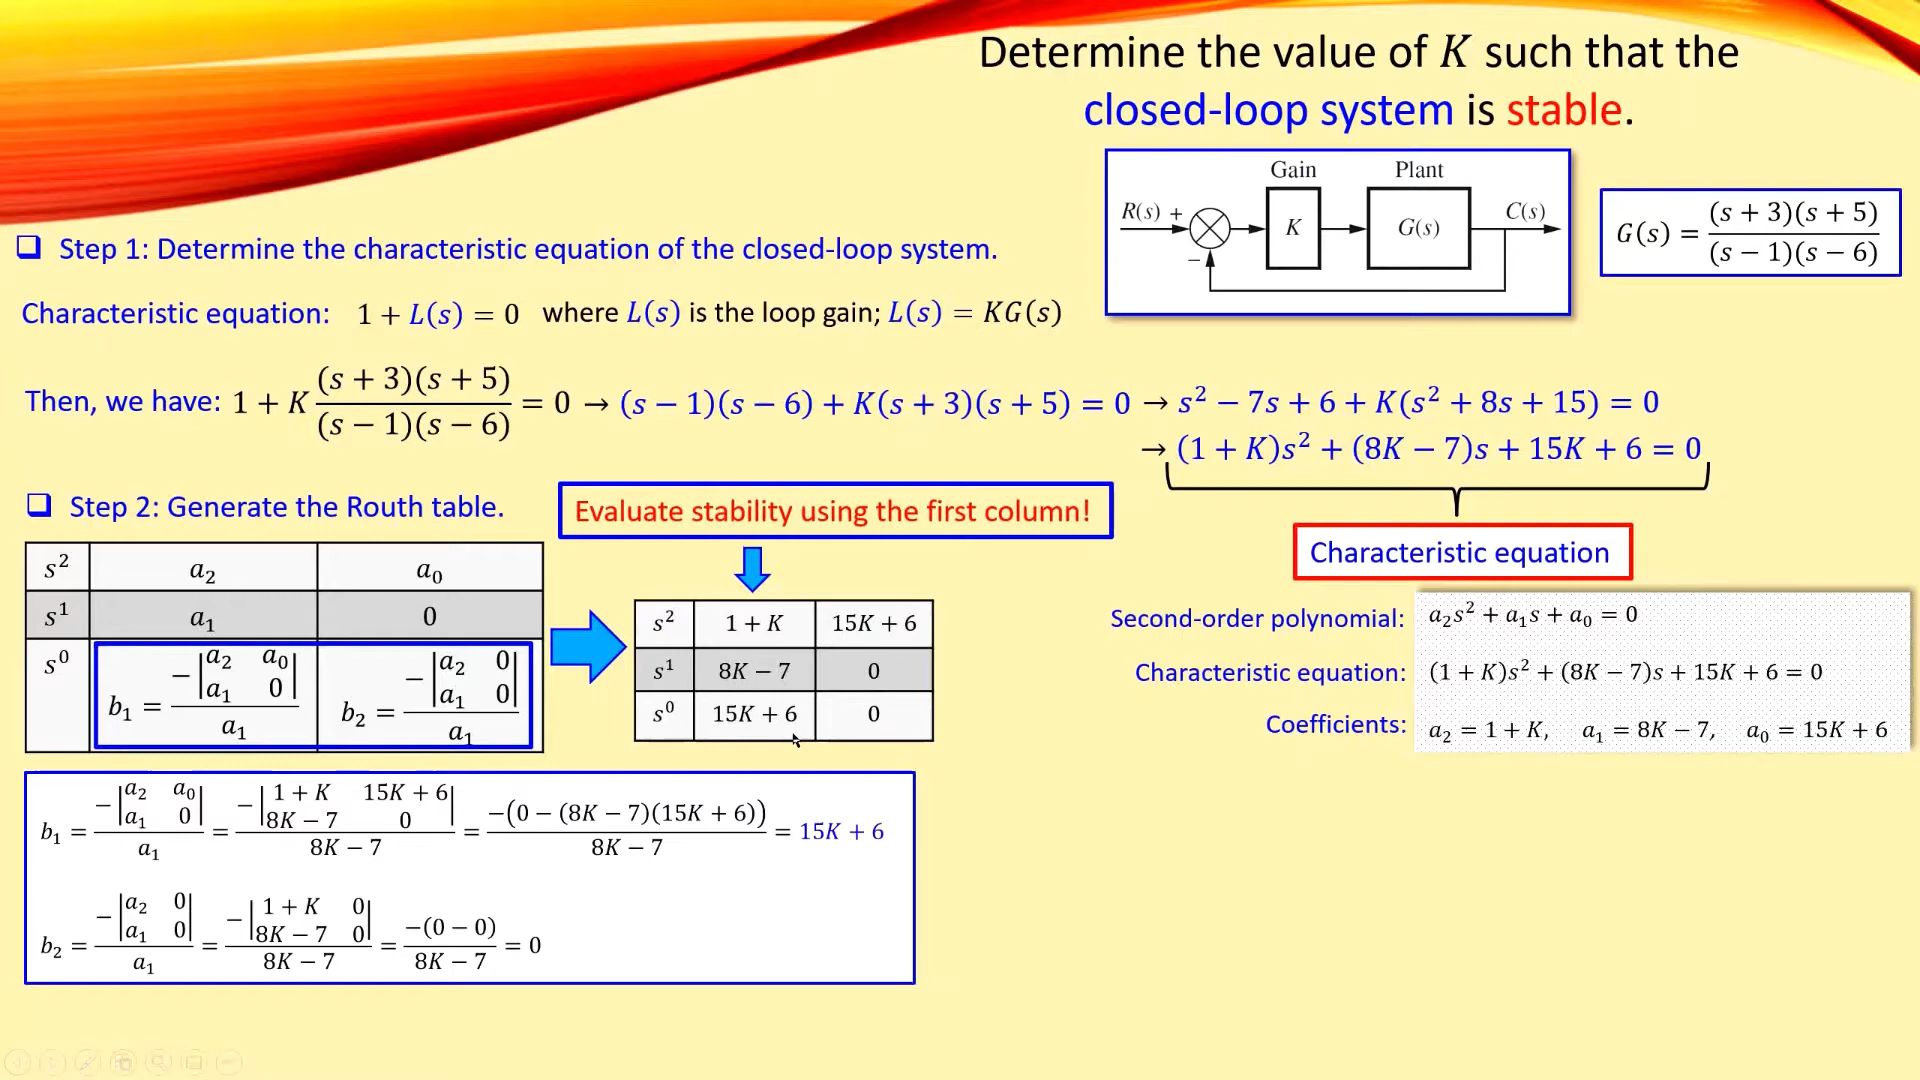 Determine the value of K such that the
closed-loop system is stable.
Gain Plant
R(s) + K G(s) C(s)
−
G(s) = (s + 3)(s + 5) / (s − 1)(s − 6)
❑ Step 1: Determine the characteristic equation of the closed-loop system.
Characteristic equation: 1 + L(s) = 0 where L(s) is the loop gain; L(s) = KG(s)
Then, we have: 1 + K (s + 3)(s + 5) / (s − 1)(s − 6) = 0 → (s − 1)(s − 6) + K(s + 3)(s + 5) = 0 → s² − 7s + 6 + K(s² + 8s + 15) = 0
→ (1 + K)s² + (8K − 7)s + 15K + 6 = 0
Characteristic equation
❑ Step 2: Generate the Routh table.
Evaluate stability using the first column!
s² a₂ a₀
s¹ a₁ 0
s⁰ b₁ = −|a₂ a₀; a₁ 0| / a₁ b₂ = −|a₂ 0; a₁ 0| / a₁
s² 1 + K 15K + 6
s¹ 8K − 7 0
s⁰ 15K + 6 0
Second-order polynomial: a₂s² + a₁s + a₀ = 0
Characteristic equation: (1 + K)s² + (8K − 7)s + 15K + 6 = 0
Coefficients: a₂ = 1 + K, a₁ = 8K − 7, a₀ = 15K + 6
b₁ = −|a₂ a₀; a₁ 0| / a₁ = −|1 + K 15K + 6; 8K − 7 0| / 8K − 7 = −(0 − (8K − 7)(15K + 6)) / 8K − 7 = 15K + 6
b₂ = −|a₂ 0; a₁ 0| / a₁ = −|1 + K 0; 8K − 7 0| / 8K − 7 = −(0 − 0) / 8K − 7 = 0